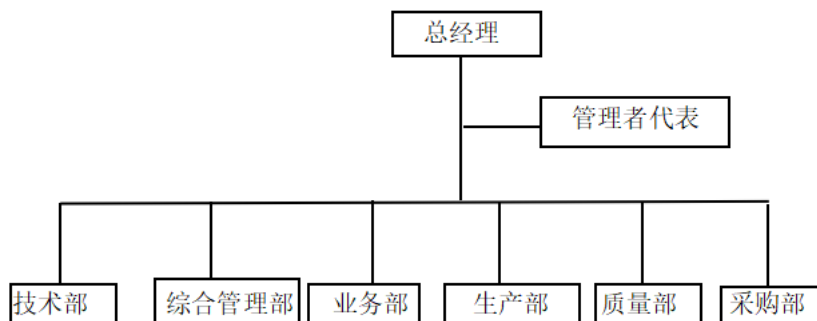 总经理
管理者代表
技术部
综合管理部
业务部
生产部
质量部
采购部